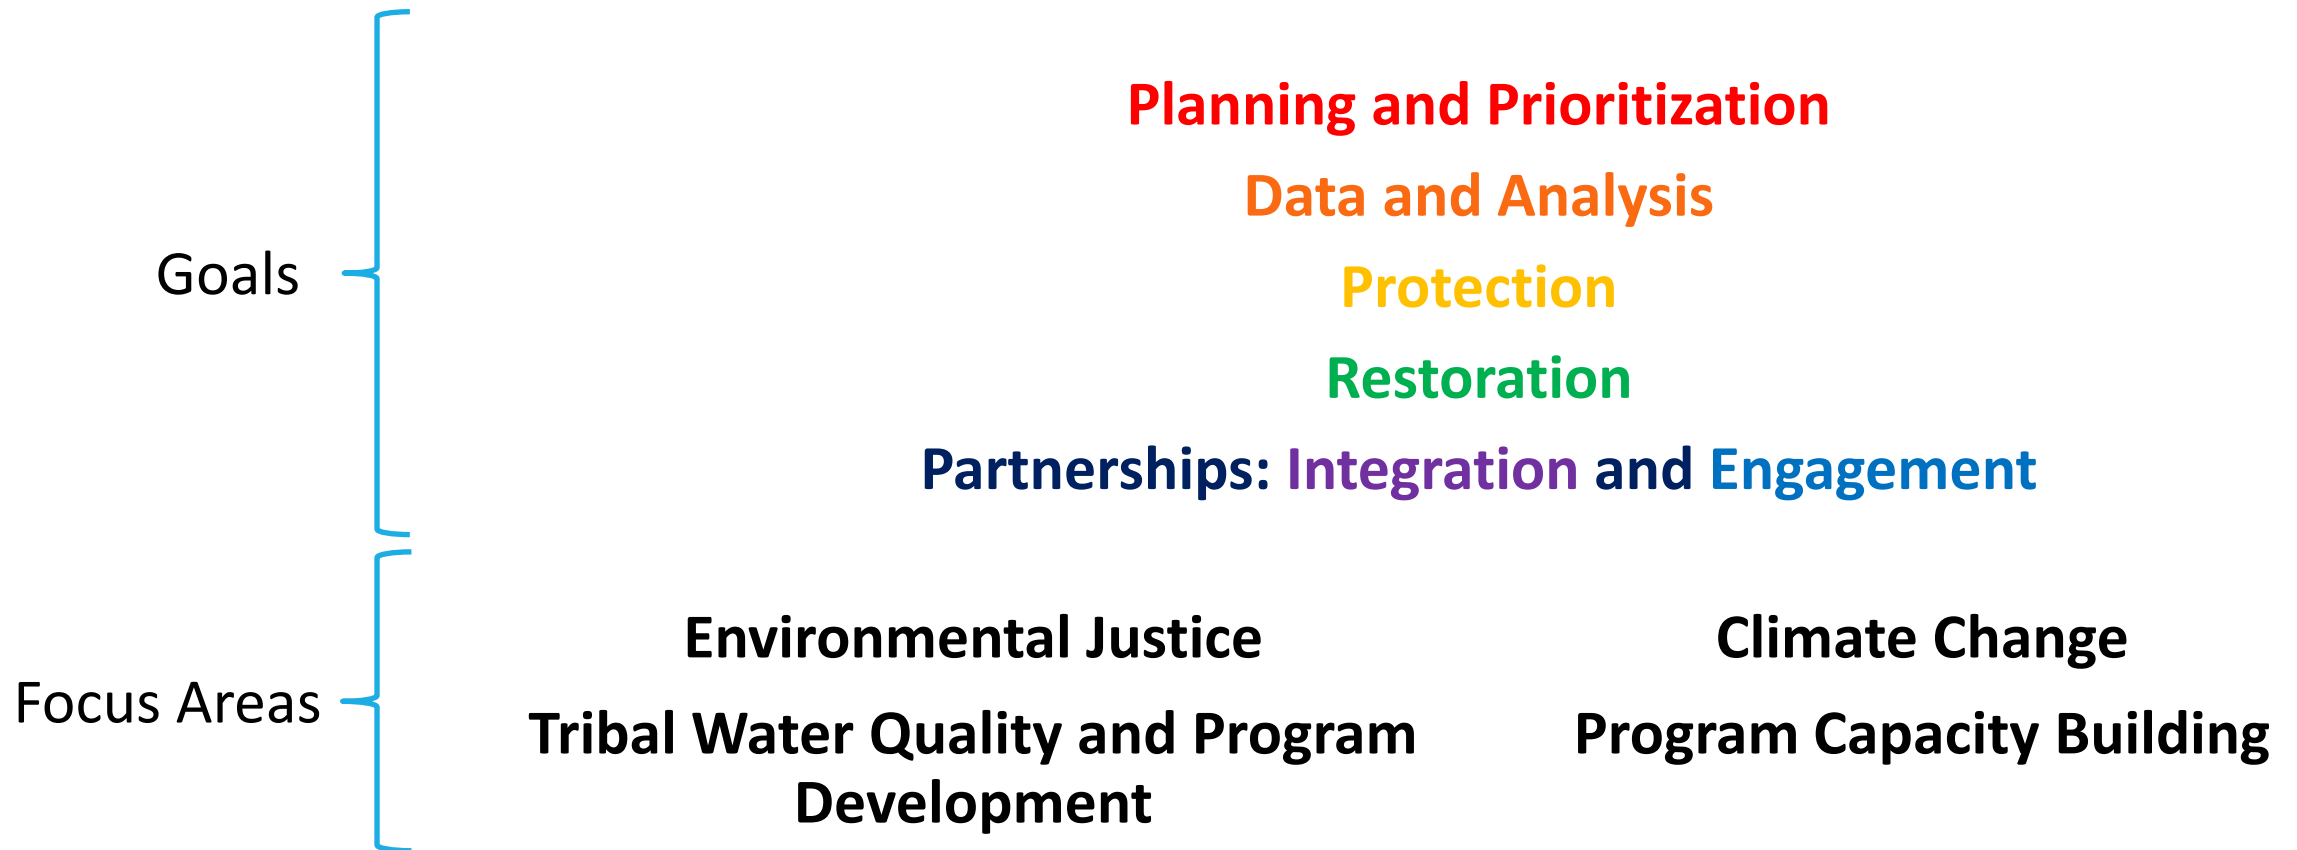 Goals
Planning and Prioritization
Data and Analysis
Protection
Restoration
Partnerships: Integration and Engagement
Focus Areas
Environmental Justice
Tribal Water Quality and Program
Development
Climate Change
Program Capacity Building